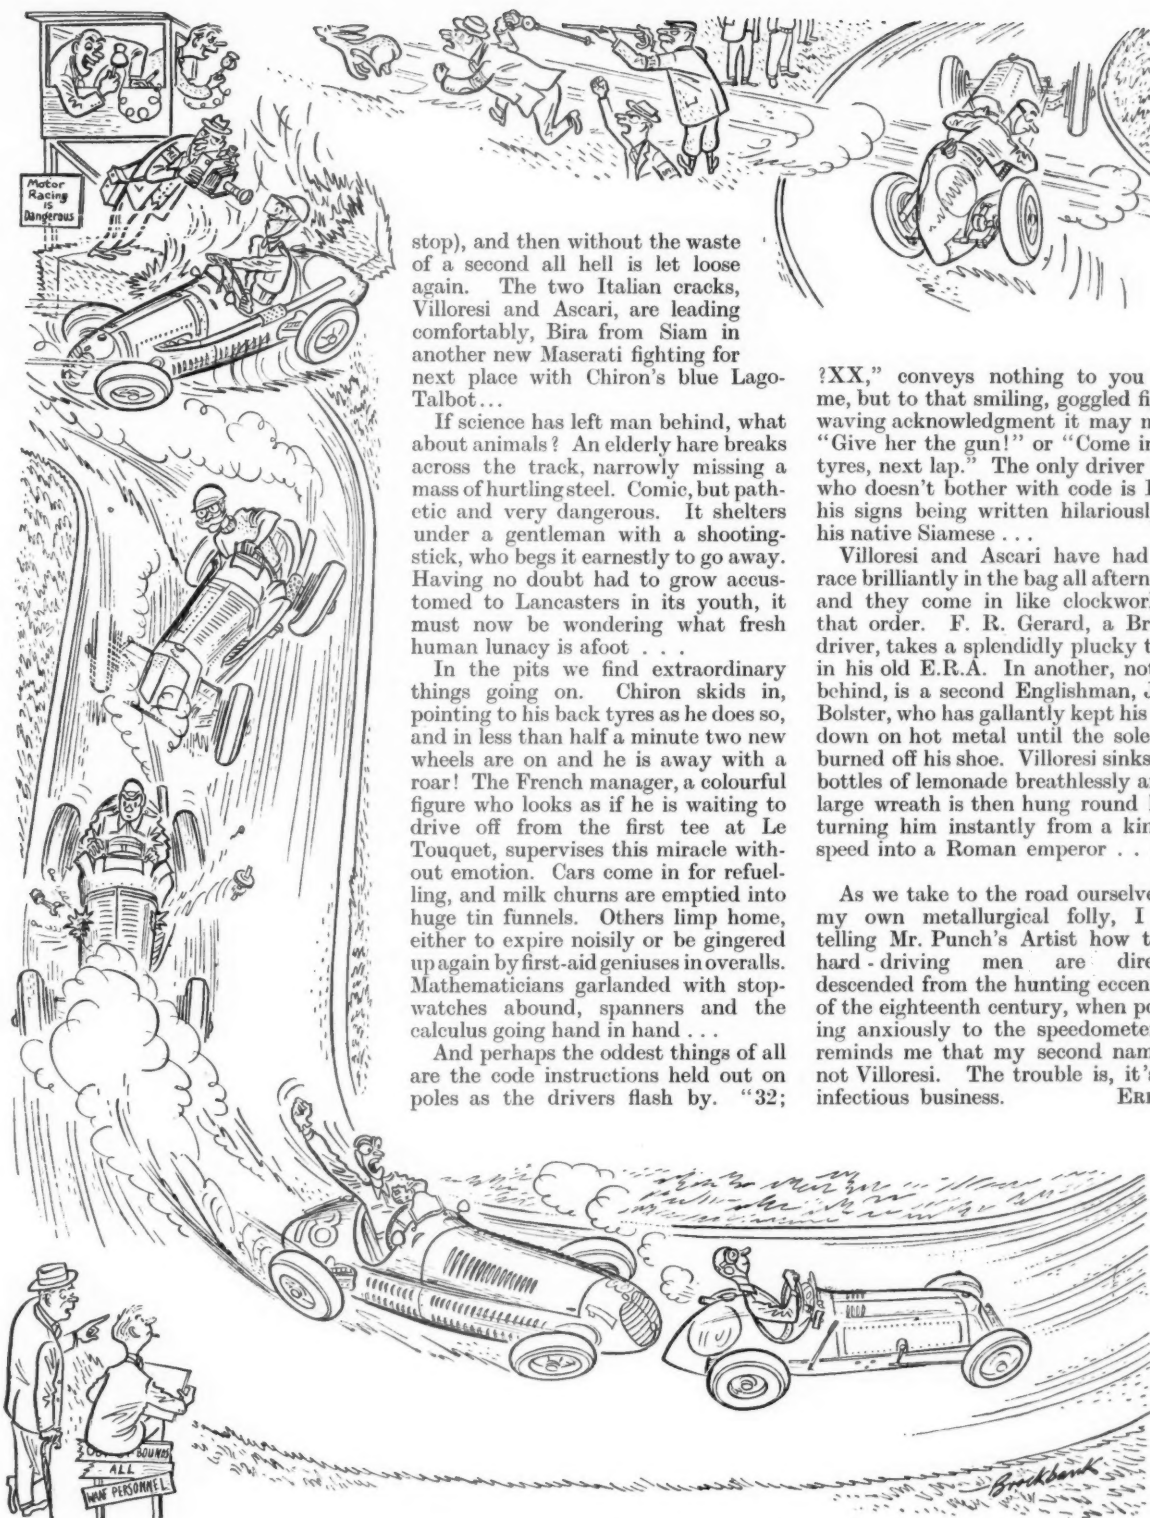 Motor
Racing
is
Dangerous
stop), and then without the waste
of a second all hell is let loose
again. The two Italian cracks,
Villoresi and Ascari, are leading
comfortably, Bira from Siam in
another new Maserati fighting for
next place with Chiron's blue Lago-
Talbot...
If science has left man behind, what
about animals? An elderly hare breaks
across the track, narrowly missing a
mass of hurtling steel. Comic, but path-
etic and very dangerous. It shelters
under a gentleman with a shooting-
stick, who begs it earnestly to go away.
Having no doubt had to grow accus-
tomed to Lancasters in its youth, it
must now be wondering what fresh
human lunacy is afoot . . .
In the pits we find extraordinary
things going on. Chiron skids in,
pointing to his back tyres as he does so,
and in less than half a minute two new
wheels are on and he is away with a
roar! The French manager, a colourful
figure who looks as if he is waiting to
drive off from the first tee at Le
Touquet, supervises this miracle with-
out emotion. Cars come in for refuel-
ling, and milk churns are emptied into
huge tin funnels. Others limp home,
either to expire noisily or be gingered
up again by first-aid geniuses in overalls.
Mathematicians garlanded with stop-
watches abound, spanners and the
calculus going hand in hand ...
And perhaps the oddest things of all
are the code instructions held out on
poles as the drivers flash by. "32;
?XX," conveys nothing to you
me, but to that smiling, goggled fi
waving acknowledgment it may
"Give her the gun!" or "Come
tyres, next lap." The only driver
who doesn't bother with code is
his signs being written hilariousl
his native Siamese . . .
Villoresi and Ascari have had
race brilliantly in the bag all aftern
and they come in like clockwor
that order. F. R. Gerard, a Br
driver, takes a splendidly plucky t
in his old E.R.A. In another, not
behind, is a second Englishman, J
Bolster, who has gallantly kept his
down on hot metal until the sole
burned off his shoe. Villoresi sinks
bottles of lemonade breathlessly a
large wreath is then hung round
turning him instantly from a kin
speed into a Roman emperor . .
As we take to the road ourselve
my own metallurgical folly, I
telling Mr. Punch's Artist how t
hard-driving men are dire
descended from the hunting eccen
of the eighteenth century, when po
ing anxiously to the speedomete
reminds me that my second nam
not Villoresi. The trouble is, it's
infectious business. ER
BOUNDS
ALL
WAAF PERSONNEL
Brockbank